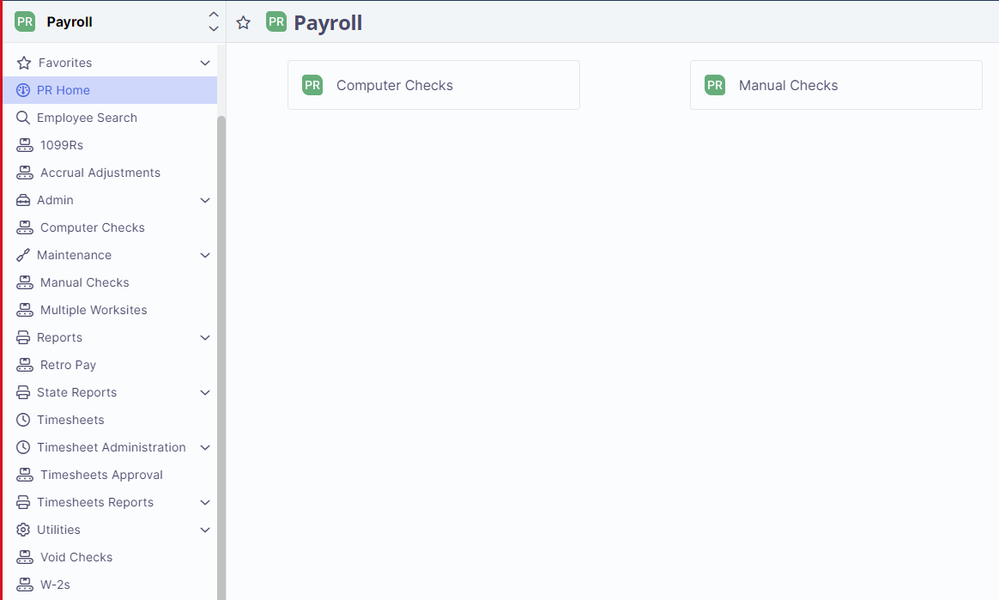 PR Payroll
Favorites
PR Home
Employee Search
1099Rs
Accrual Adjustments
Admin
Computer Checks
Maintenance
Manual Checks
Multiple Worksites
Reports
Retro Pay
State Reports
Timesheets
Timesheet Administration
Timesheets Approval
Timesheets Reports
Utilities
Void Checks
W-2s
PR Payroll
PR Computer Checks
PR Manual Checks